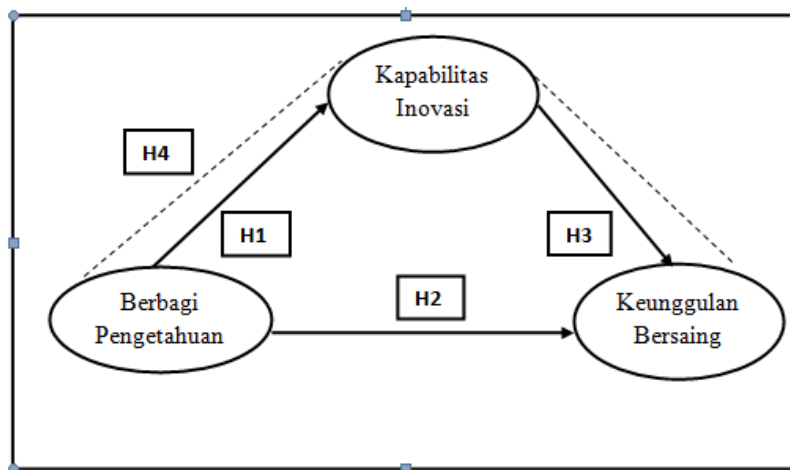 Kapabilitas
Inovasi
H4
H1
H3
H2
Berbagi
Pengetahuan
Keunggulan
Bersaing